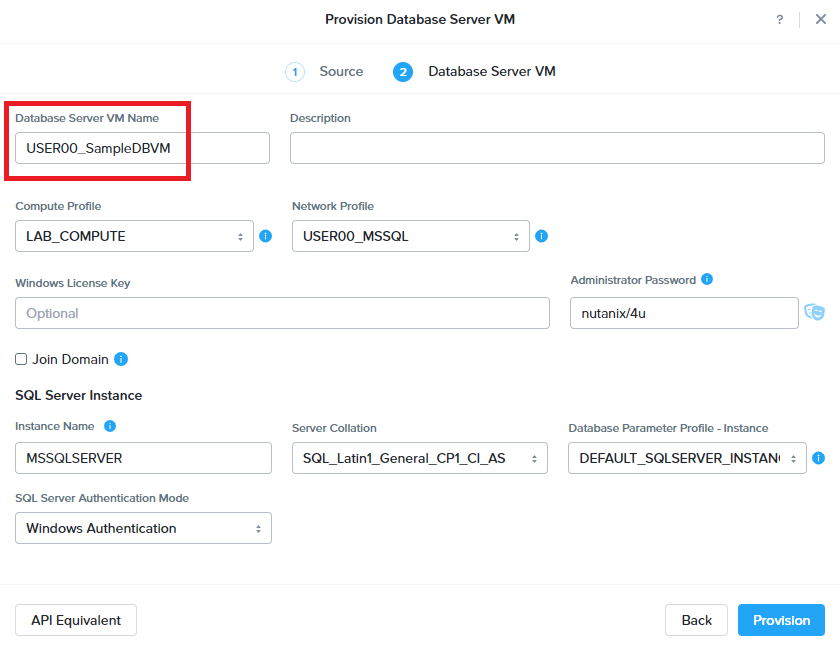 Provision Database Server VM
?
1 Source 2 Database Server VM
Database Server VM Name Description
USER00_SampleDBVM
Compute Profile Network Profile
LAB_COMPUTE USER00_MSSQL
Windows License Key Administrator Password
Optional nutanix/4u
Join Domain
SQL Server Instance
Instance Name Server Collation Database Parameter Profile - Instance
MSSQLSERVER SQL_Latin1_General_CP1_CI_AS DEFAULT_SQLSERVER_INSTAN
SQL Server Authentication Mode
Windows Authentication
API Equivalent Back Provision